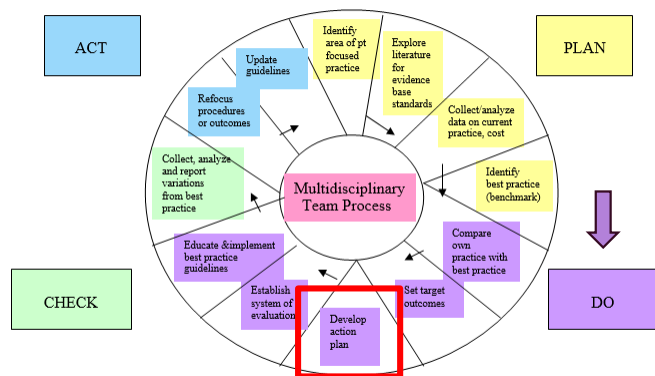 ACT
PLAN
Identify
area of pt
focused
practice
Explore
literature
for
evidence
base
standards
Collect/analyze
data on current
practice, cost
Identify
best practice
(benchmark)
Compare
own
practice with
best practice
Set target
outcomes
Develop
action
plan
Establish
system of
evaluation
Educate &implement
best practice
guidelines
Collect, analyze
and report
variations
from best
practice
Refocus
procedures
or outcomes
Update
guidelines
Multidisciplinary
Team Process
CHECK
DO